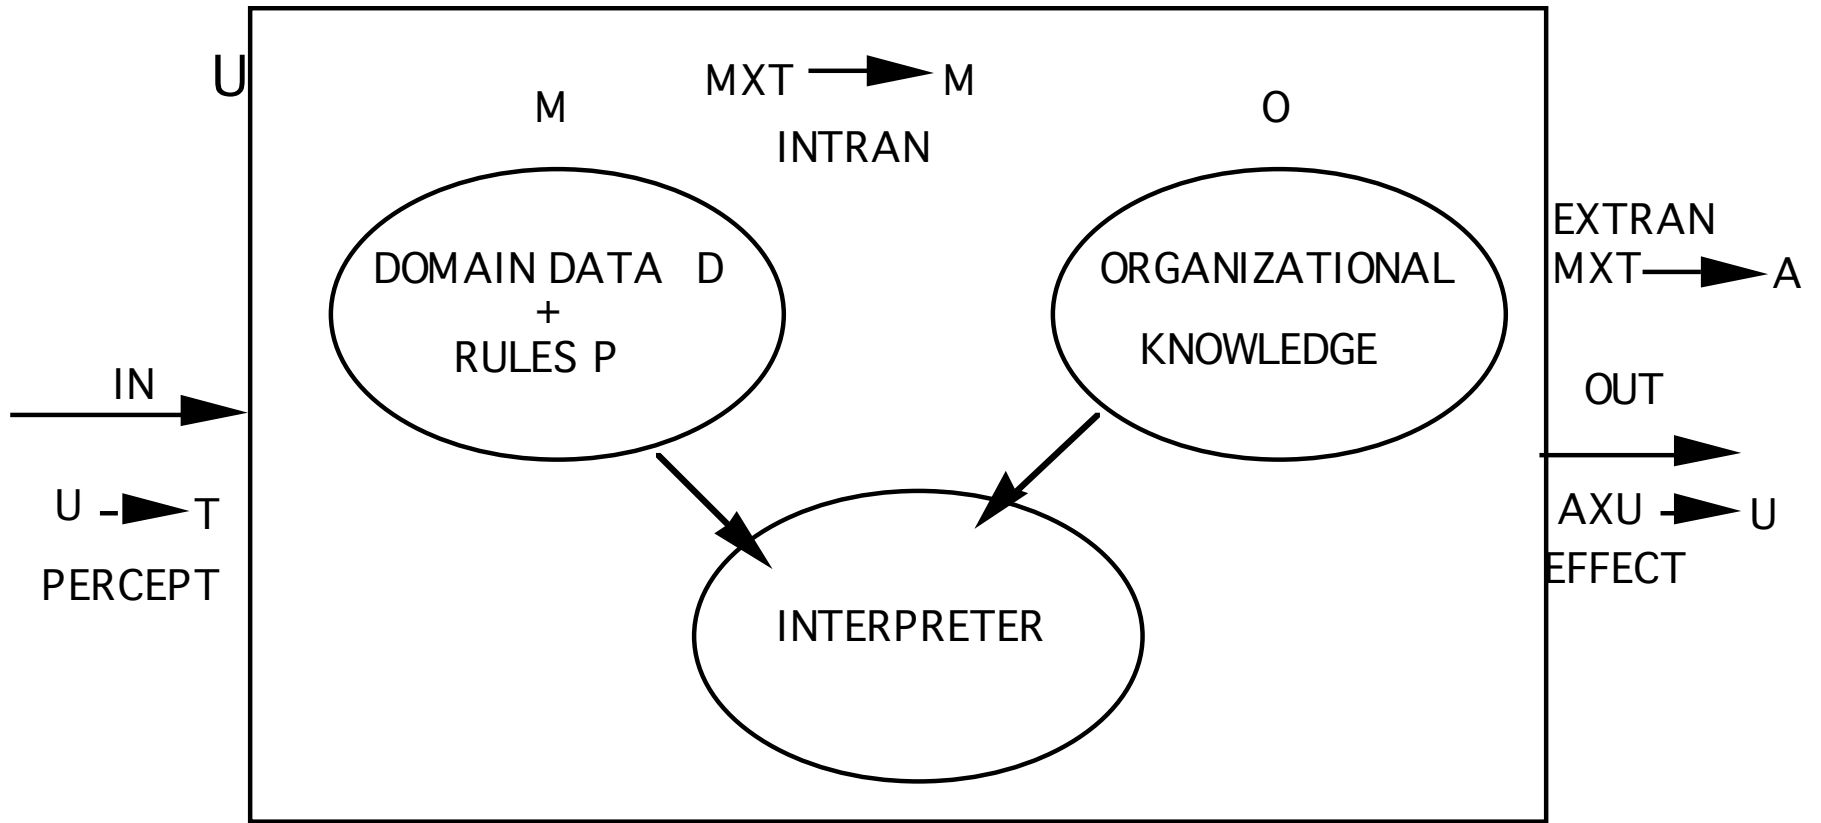 U
M
MXT M
INTRAN
O
DOMAIN DATA D
+
RULES P
ORGANIZATIONAL
KNOWLEDGE
EXTRAN
MXT A
IN
OUT
U T
PERCEPT
AXU U
EFFECT
INTERPRETER